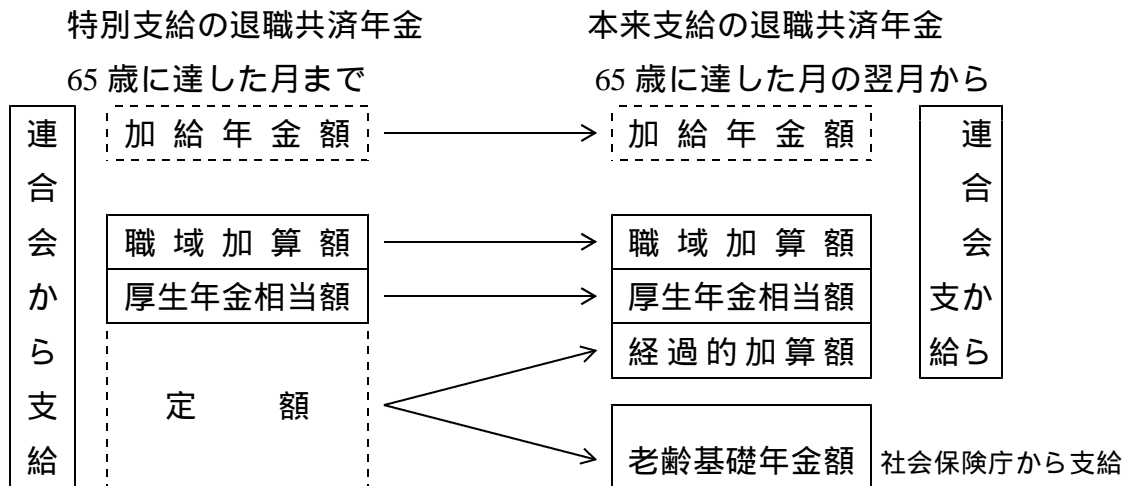 特別支給の退職共済年金
65 歳に達した月まで
連合会から支給
加給年金額
職域加算額
厚生年金相当額
定 額
本来支給の退職共済年金
65 歳に達した月の翌月から
加給年金額
職域加算額
厚生年金相当額
経過的加算額
連合会から
支給
老齢基礎年金額
社会保険庁から支給